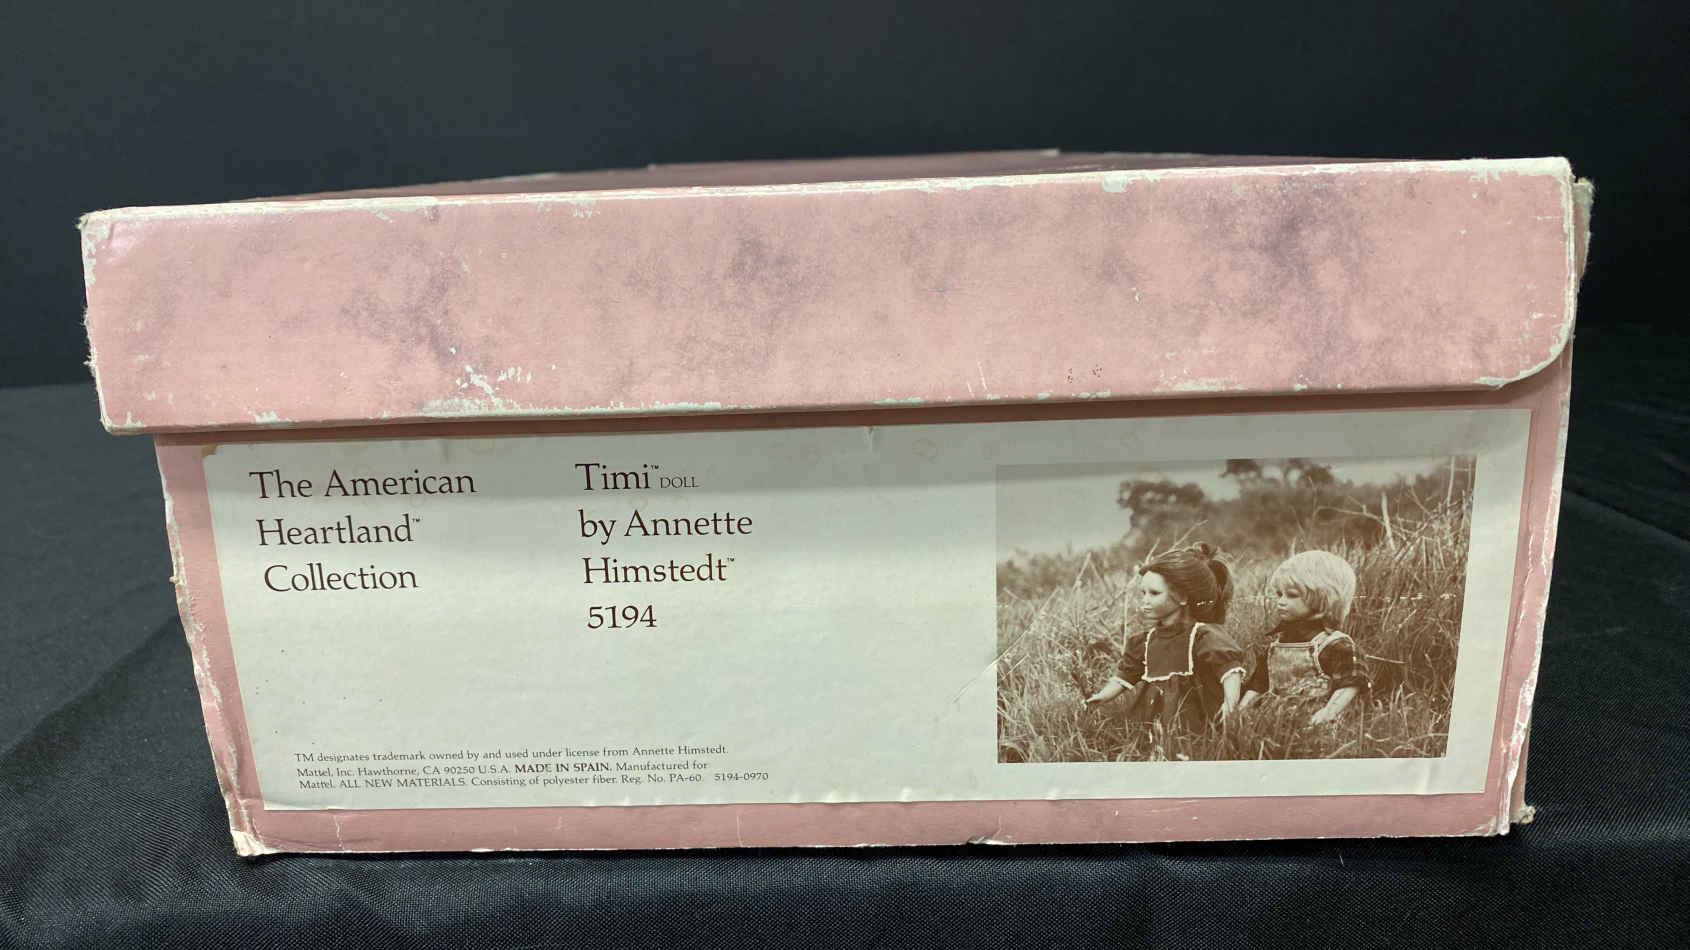 The American
Heartland™
Collection
Timi™ DOLL
by Annette
Himstedt™
5194
TM designates trademark owned by and used under license from Annette Himstedt.
Mattel, Inc. Hawthorne, CA 90250 U.S.A. MADE IN SPAIN. Manufactured for
Mattel. ALL NEW MATERIALS. Consisting of polyester fiber. Reg. No. PA-60. 5194-0970